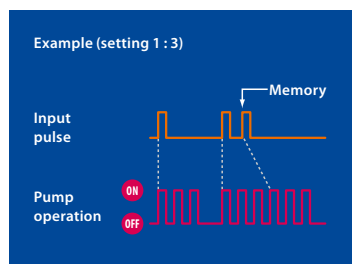 Example (setting 1 : 3)
Memory
Input
pulse
Pump
operation
ON
OFF